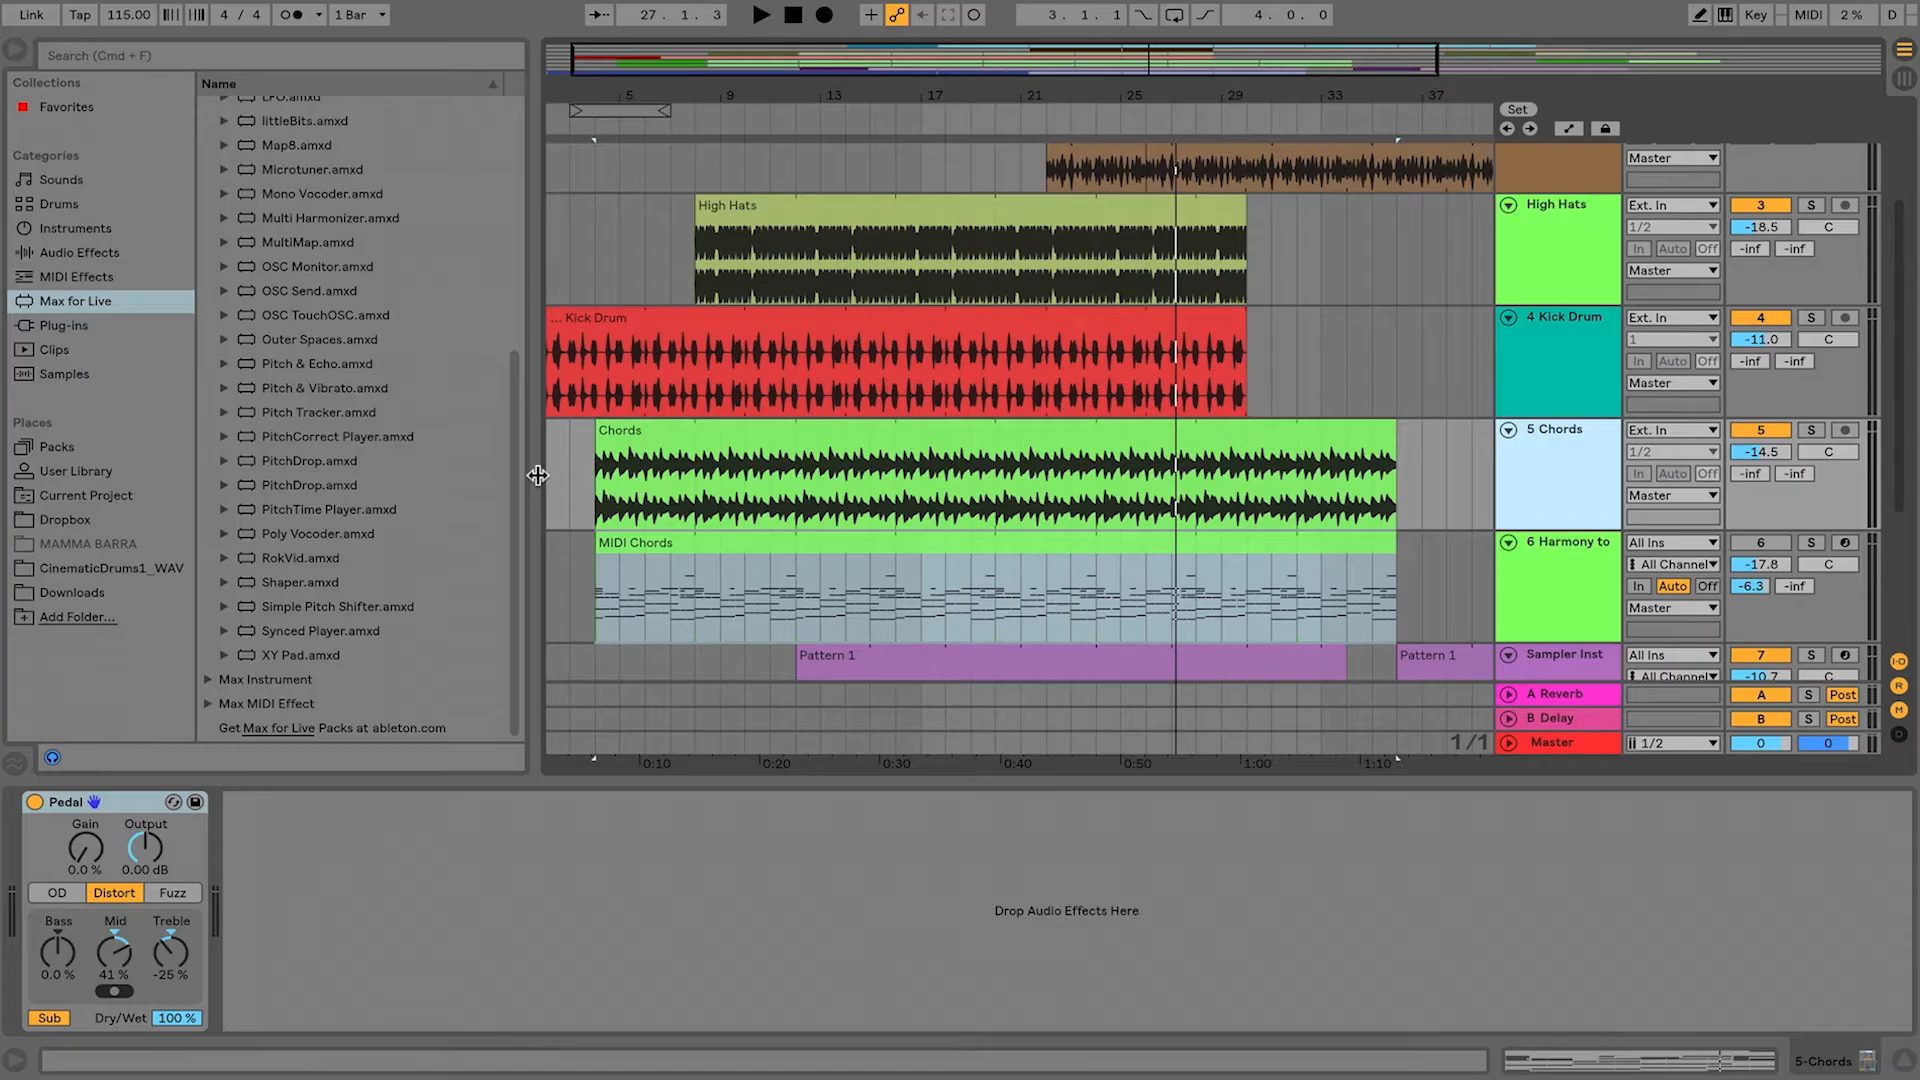 Link Tap 115.00 4 / 4 1 Bar 27. 1. 3 3. 1. 1 4. 0. 0 Key MIDI 2 % D
Search (Cmd + F)
Collections
Favorites
Categories
Sounds
Drums
Instruments
Audio Effects
MIDI Effects
Max for Live
Plug-ins
Clips
Samples
Places
Packs
User Library
Current Project
Dropbox
MAMMA BARRA
CinematicDrums1_WAV
Downloads
Add Folder...
Name
LFO.amxd
littleBits.amxd
Map8.amxd
Microtuner.amxd
Mono Vocoder.amxd
Multi Harmonizer.amxd
MultiMap.amxd
OSC Monitor.amxd
OSC Send.amxd
OSC TouchOSC.amxd
Outer Spaces.amxd
Pitch & Echo.amxd
Pitch & Vibrato.amxd
Pitch Tracker.amxd
PitchCorrect Player.amxd
PitchDrop.amxd
PitchDrop.amxd
PitchTime Player.amxd
Poly Vocoder.amxd
RokVid.amxd
Shaper.amxd
Simple Pitch Shifter.amxd
Synced Player.amxd
XY Pad.amxd
Max Instrument
Max MIDI Effect
Get Max for Live Packs at ableton.com
5 9 13 17 21 25 29 33 37
Set
Master
High Hats
High Hats Ext. In 3 S
1/2 -18.5 C
In Auto Off -inf -inf
Master
... Kick Drum
4 Kick Drum Ext. In 4 S
1 -11.0 C
In Auto Off -inf -inf
Master
Chords
5 Chords Ext. In 5 S
1/2 -14.5 C
In Auto Off -inf -inf
Master
MIDI Chords
6 Harmony to All Ins 6 S
All Channel -17.8 C
In Auto Off -6.3 -inf
Master
Pattern 1 Pattern 1
Sampler Inst All Ins 7 S
All Channel -10.7 C
A Reverb A S Post
B Delay B S Post
1/1 Master 1/2 0 0
I-O
R
M
D
0:10 0:20 0:30 0:40 0:50 1:00 1:10
Pedal
Gain Output
0.0 % 0.00 dB
OD Distort Fuzz
Bass Mid Treble
0.0 % 41 % -25 %
Sub Dry/Wet 100 %
Drop Audio Effects Here
5-Chords